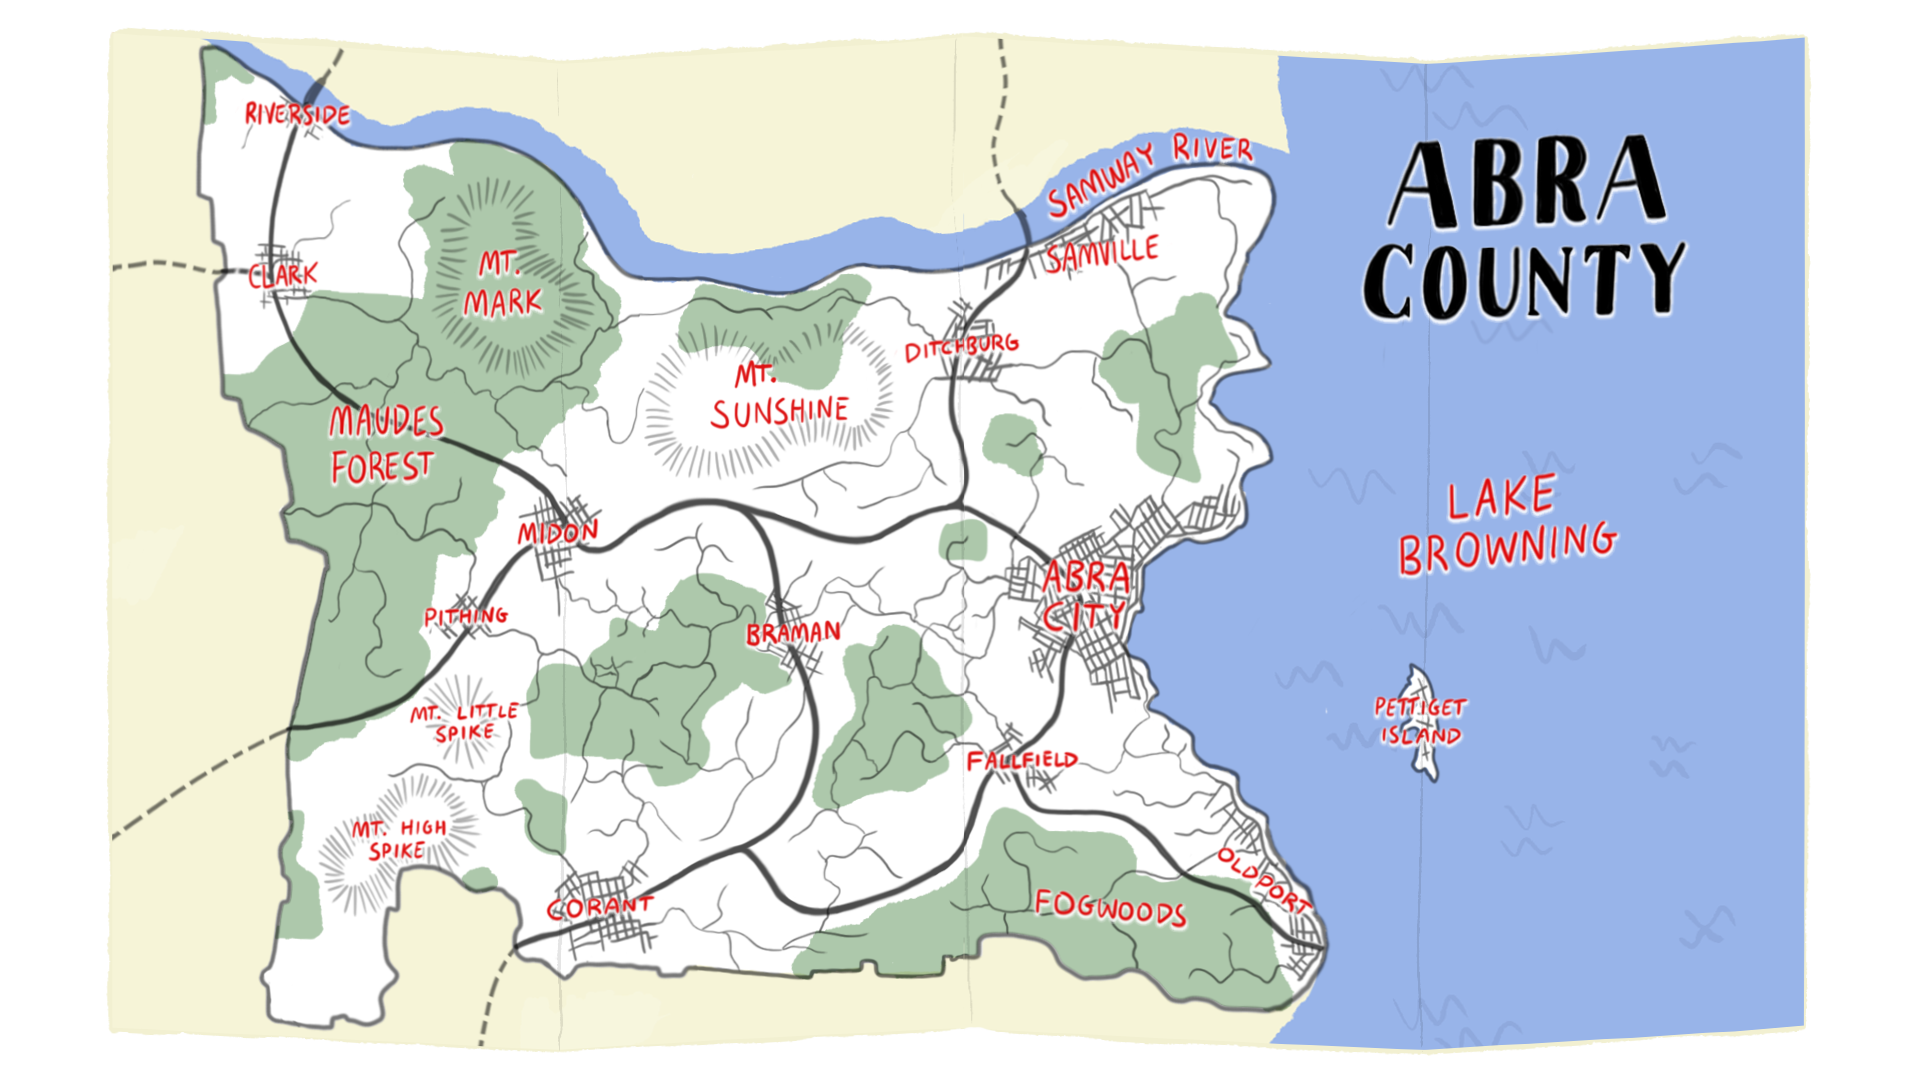 ABRA
COUNTY
RIVERSIDE
SAMWAY RIVER
CLARK
MT.
MARK
SAMVILLE
DITCHBURG
MT.
SUNSHINE
MAUDES
FOREST
LAKE
BROWNING
MIDON
ABRA
CITY
PITHING
BRAMAN
MT. LITTLE
SPIKE
PETTIGET
ISLAND
FALLFIELD
MT. HIGH
SPIKE
OLDPORT
CORANT
FOGWOODS